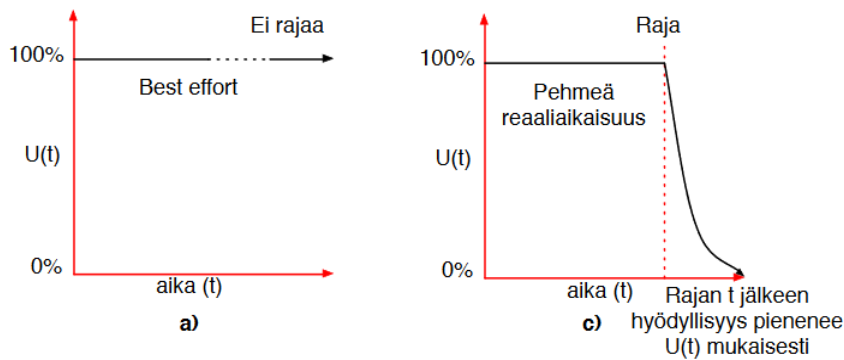 Ei rajaa
100%
Best effort
U(t)
0%
aika (t)
a)
Raja
100%
Pehmeä
reaaliaikaisuus
U(t)
0%
aika (t)
c)
Rajan t jälkeen
hyödyllisyys pienenee
U(t) mukaisesti